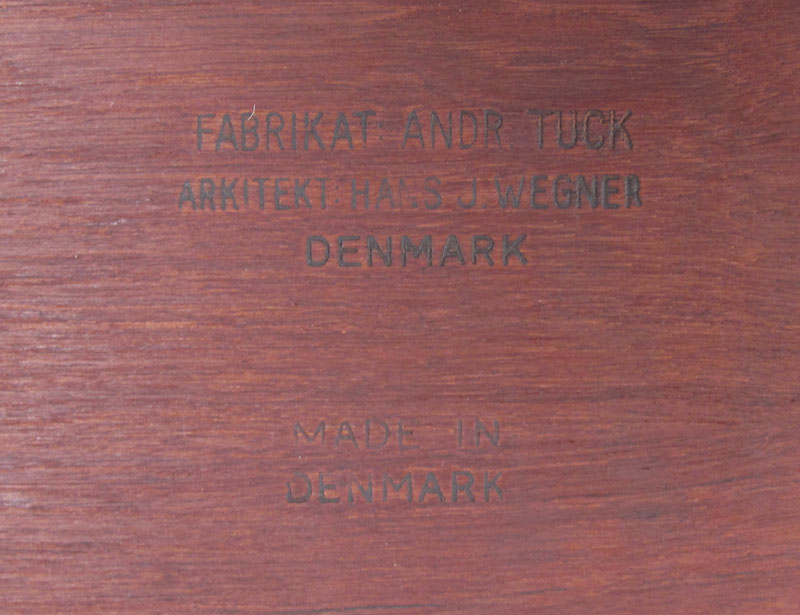 FABRIKAT: ANDR TUCK
ARKITEKT: HANS J. WEGNER
DENMARK
MADE IN
DENMARK